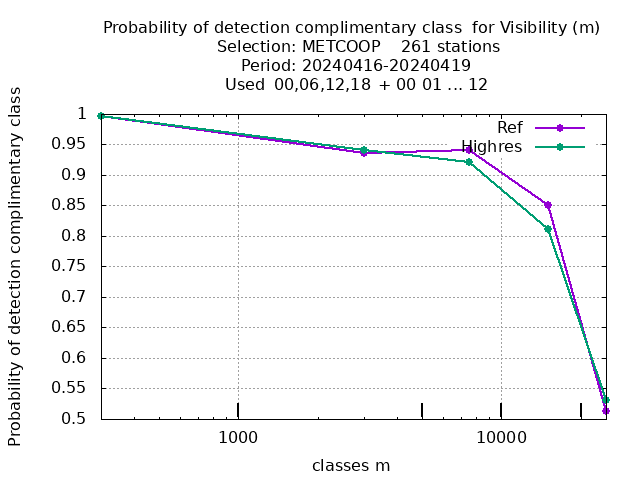 Probability of detection complimentary class  for Visibility (m)
Selection: METCOOP    261 stations
Period: 20240416-20240419
Used  00,06,12,18 + 00 01 ... 12
Probability of detection complimentary class
1
0.95
0.9
0.85
0.8
0.75
0.7
0.65
0.6
0.55
0.5
Ref
Highres
1000
10000
classes m